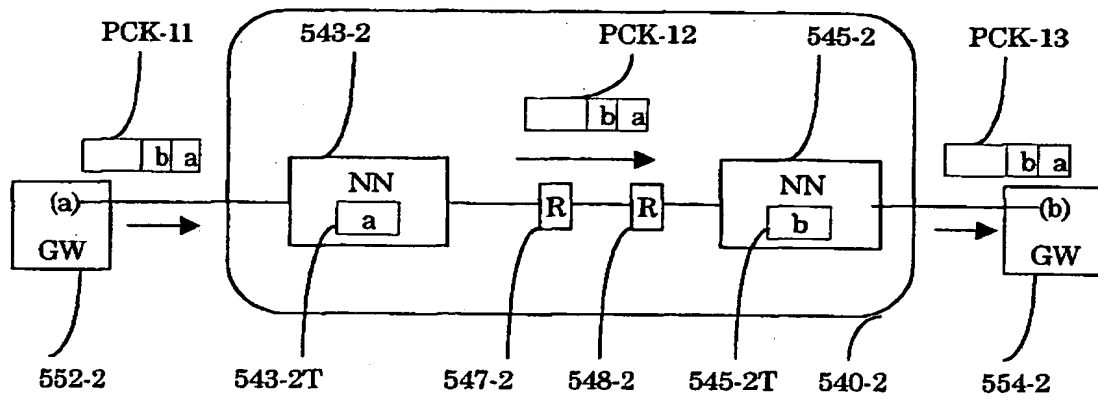 PCK-11 543-2 PCK-12 545-2 PCK-13
b a
b a
b a
NN NN
(a) a R R b (b)
GW GW
552-2 543-2T 547-2 548-2 545-2T 540-2 554-2